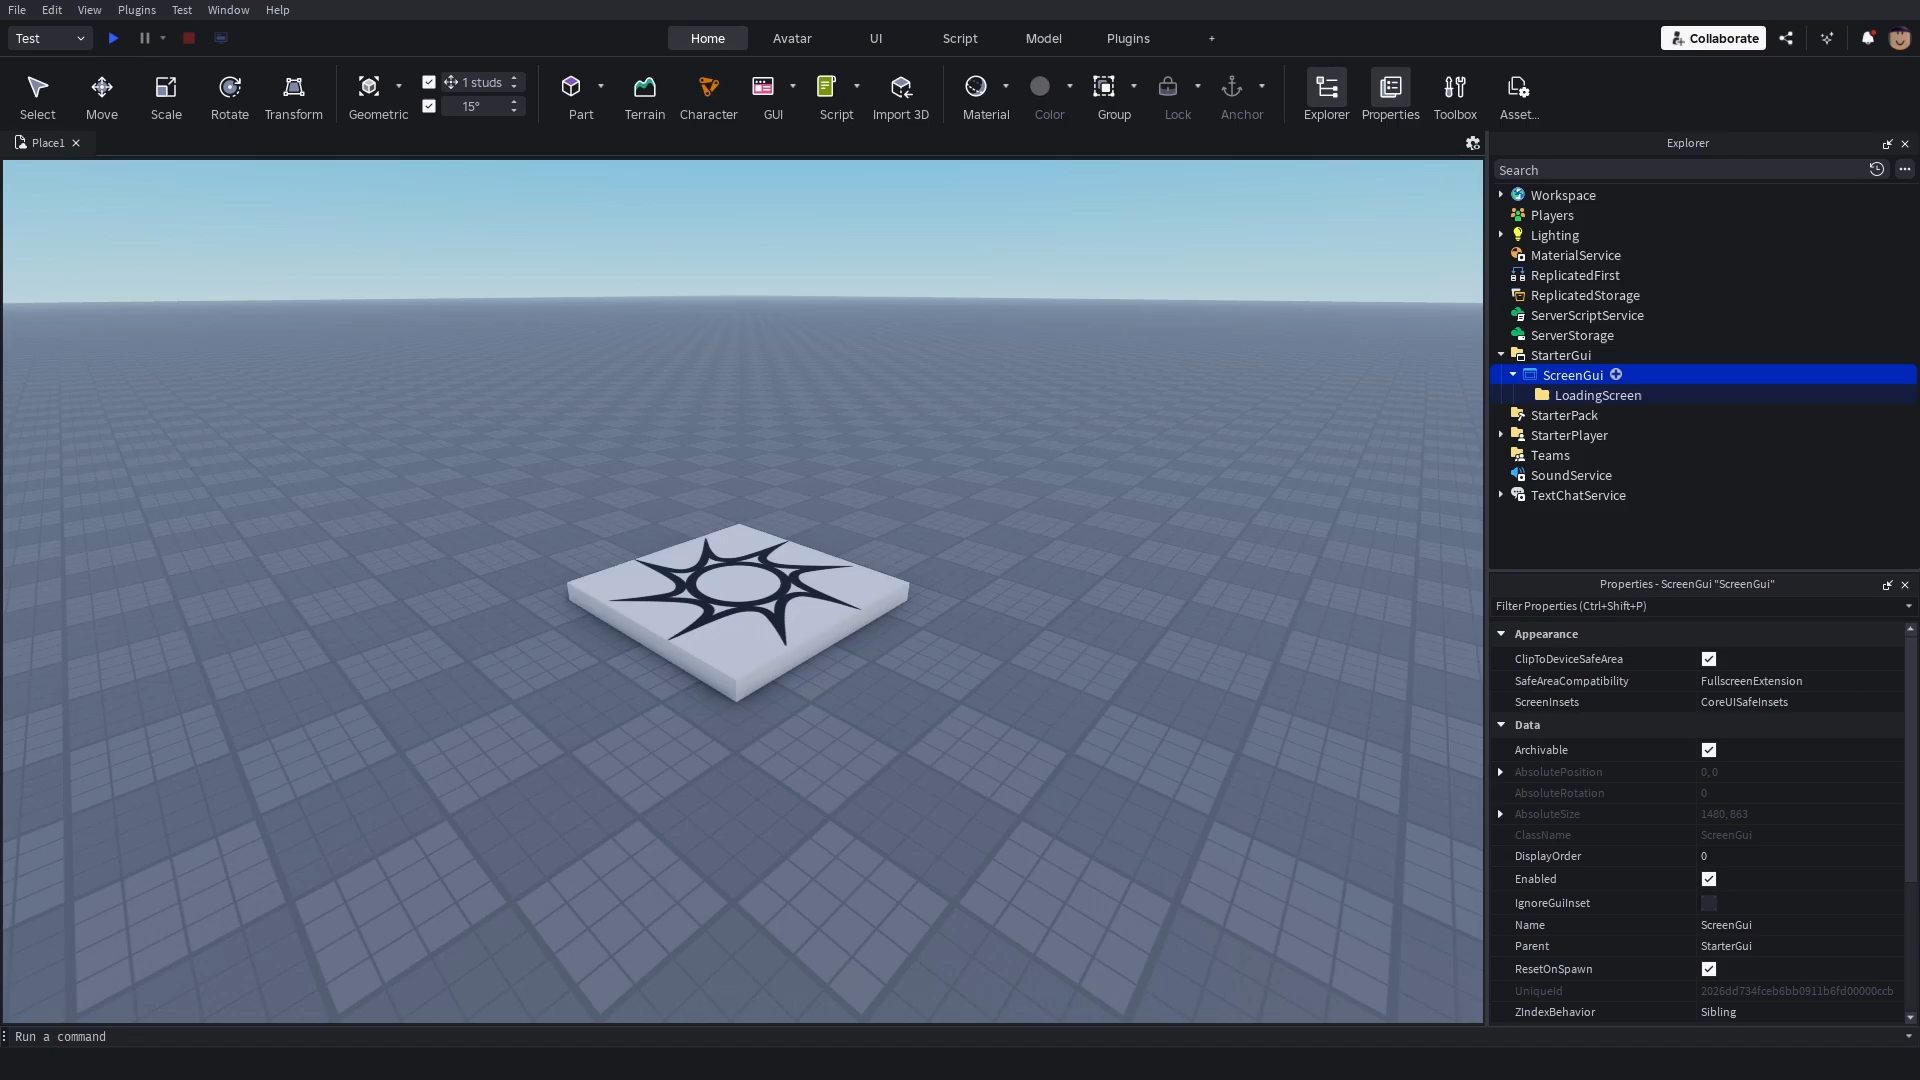 File Edit View Plugins Test Window Help
Test Home Avatar UI Script Model Plugins + Collaborate
1 studs
15°
Select Move Scale Rotate Transform Geometric Part Terrain Character GUI Script Import 3D Material Color Group Lock Anchor Explorer Properties Toolbox Asset...
Place1
Explorer
Search
Workspace
Players
Lighting
MaterialService
ReplicatedFirst
ReplicatedStorage
ServerScriptService
ServerStorage
StarterGui
ScreenGui
LoadingScreen
StarterPack
StarterPlayer
Teams
SoundService
TextChatService
Properties - ScreenGui "ScreenGui"
Filter Properties (Ctrl+Shift+P)
Appearance
ClipToDeviceSafeArea
SafeAreaCompatibility FullscreenExtension
ScreenInsets CoreUISafeInsets
Data
Archivable
AbsolutePosition 0, 0
AbsoluteRotation 0
AbsoluteSize 1480, 863
ClassName ScreenGui
DisplayOrder 0
Enabled
IgnoreGuiInset
Name ScreenGui
Parent StarterGui
ResetOnSpawn
UniqueId 2026dd734fceb6bb0911b6fd00000ccb
ZIndexBehavior Sibling
Run a command